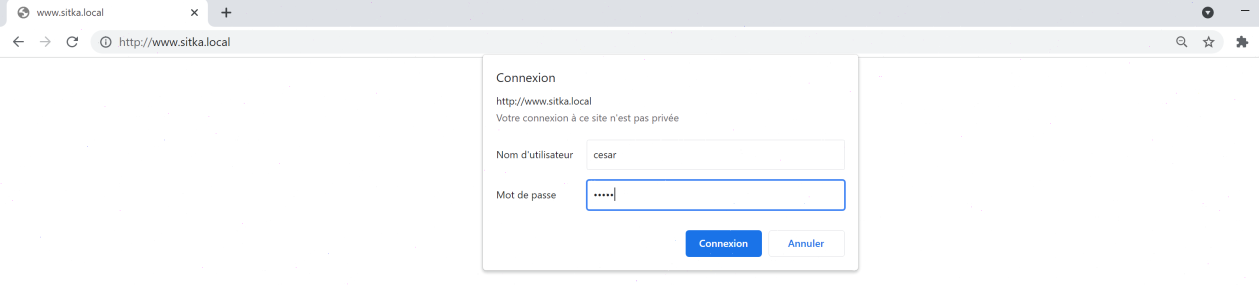 www.sitka.local
http://www.sitka.local
Connexion
http://www.sitka.local
Votre connexion à ce site n'est pas privée
Nom d'utilisateur cesar
Mot de passe •••••
Connexion Annuler